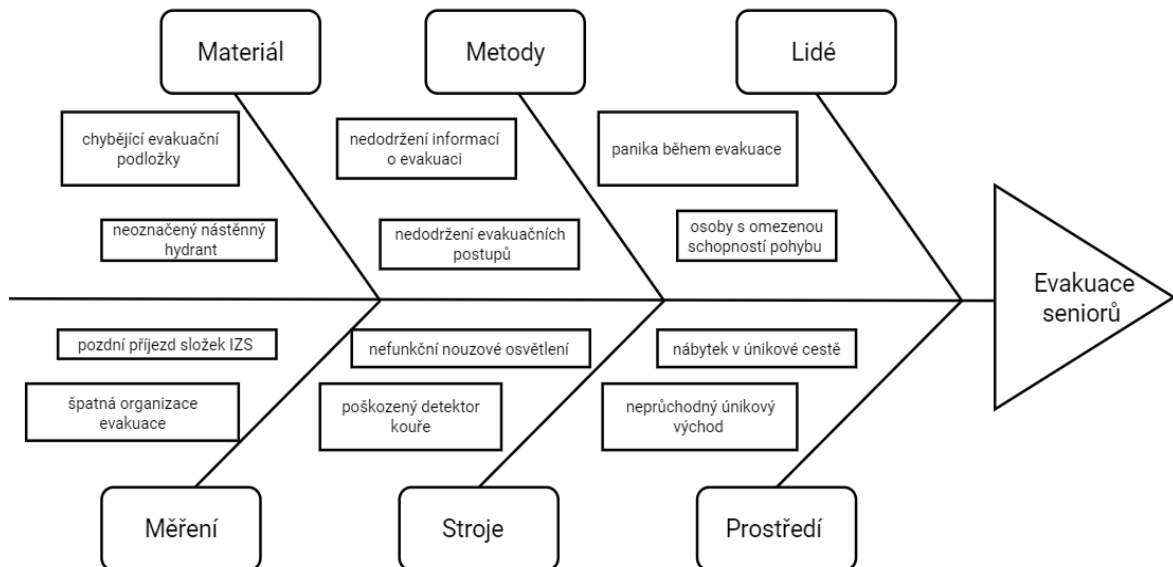 Materiál
Metody
Lidé
chybějící evakuační
podložky
nedodržení informací
o evakuaci
panika během evakuace
neoznačený nástěnný
hydrant
nedodržení evakuačních
postupů
osoby s omezenou
schopností pohybu
Evakuace
seniorů
pozdní příjezd složek IZS
nefunkční nouzové osvětlení
nábytek v únikové cestě
špatná organizace
evakuace
poškozený detektor
kouře
neprůchodný únikový
východ
Měření
Stroje
Prostředí